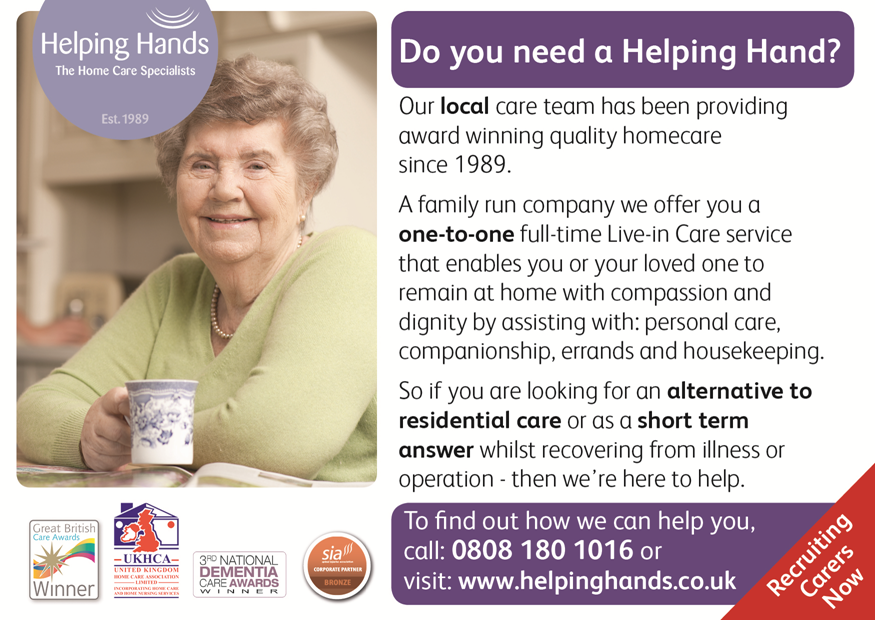 Helping Hands
The Home Care Specialists
Est. 1989
Do you need a Helping Hand?
Our local care team has been providing
award winning quality homecare
since 1989.
A family run company we offer you a
one-to-one full-time Live-in Care service
that enables you or your loved one to
remain at home with compassion and
dignity by assisting with: personal care,
companionship, errands and housekeeping.
So if you are looking for an alternative to
residential care or as a short term
answer whilst recovering from illness or
operation - then we're here to help.
Great British
Care Awards
Winner
UKHCA
UNITED KINGDOM
HOME CARE ASSOCIATION
LIMITED
INCORPORATING HOME CARE
AND HOME NURSING SERVICES
3RD NATIONAL
DEMENTIA
CARE AWARDS
WINNER
sia
CORPORATE PARTNER
BRONZE
To find out how we can help you,
call: 0808 180 1016 or
visit: www.helpinghands.co.uk
Recruiting
Carers
Now